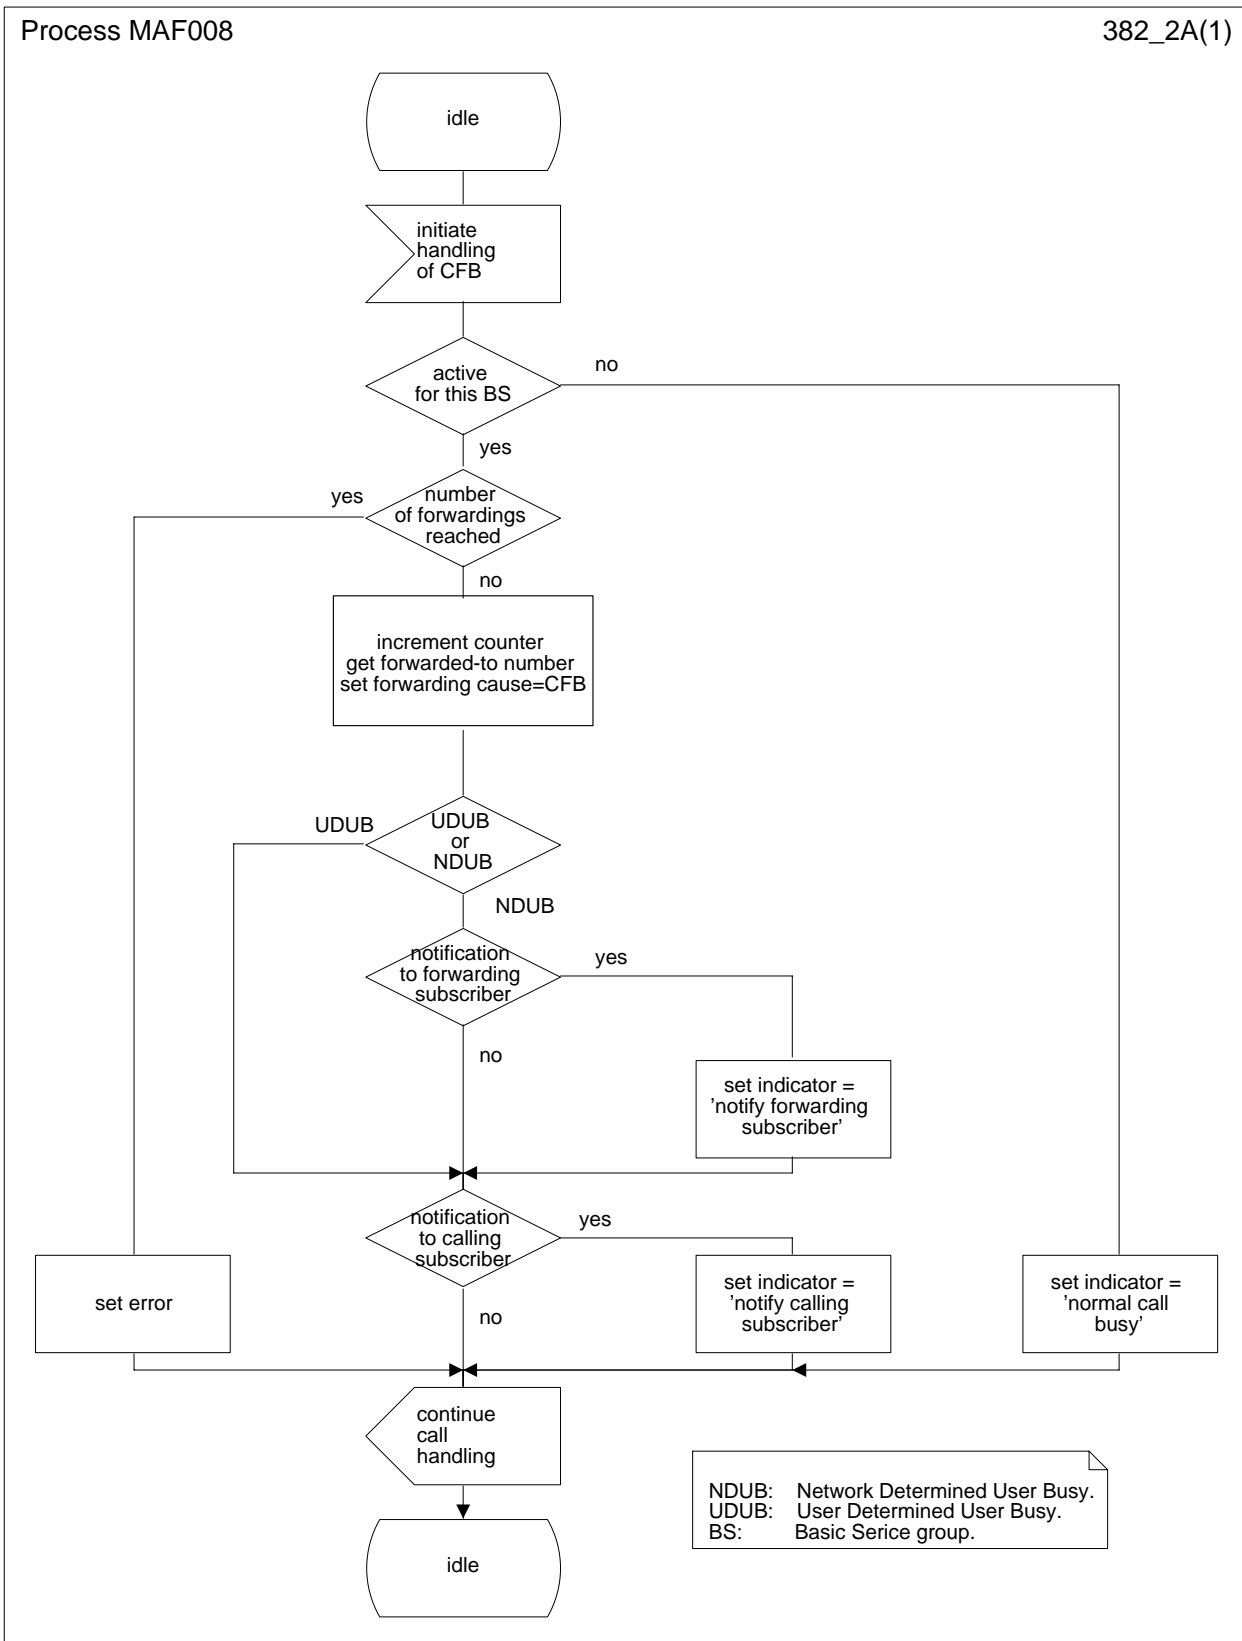 Process MAF008
382_2A(1)
idle
initiate
handling
of CFB
active
for this BS
no
yes
yes
number
of forwardings
reached
no
increment counter
get forwarded-to number
set forwarding cause=CFB
UDUB
UDUB
or
NDUB
NDUB
notification
to forwarding
subscriber
yes
no
set indicator =
’notify forwarding
subscriber’
notification
to calling
subscriber
yes
no
set error
set indicator =
’notify calling
subscriber’
set indicator =
’normal call
busy’
continue
call
handling
NDUB: Network Determined User Busy.
UDUB: User Determined User Busy.
BS: Basic Serice group.
idle